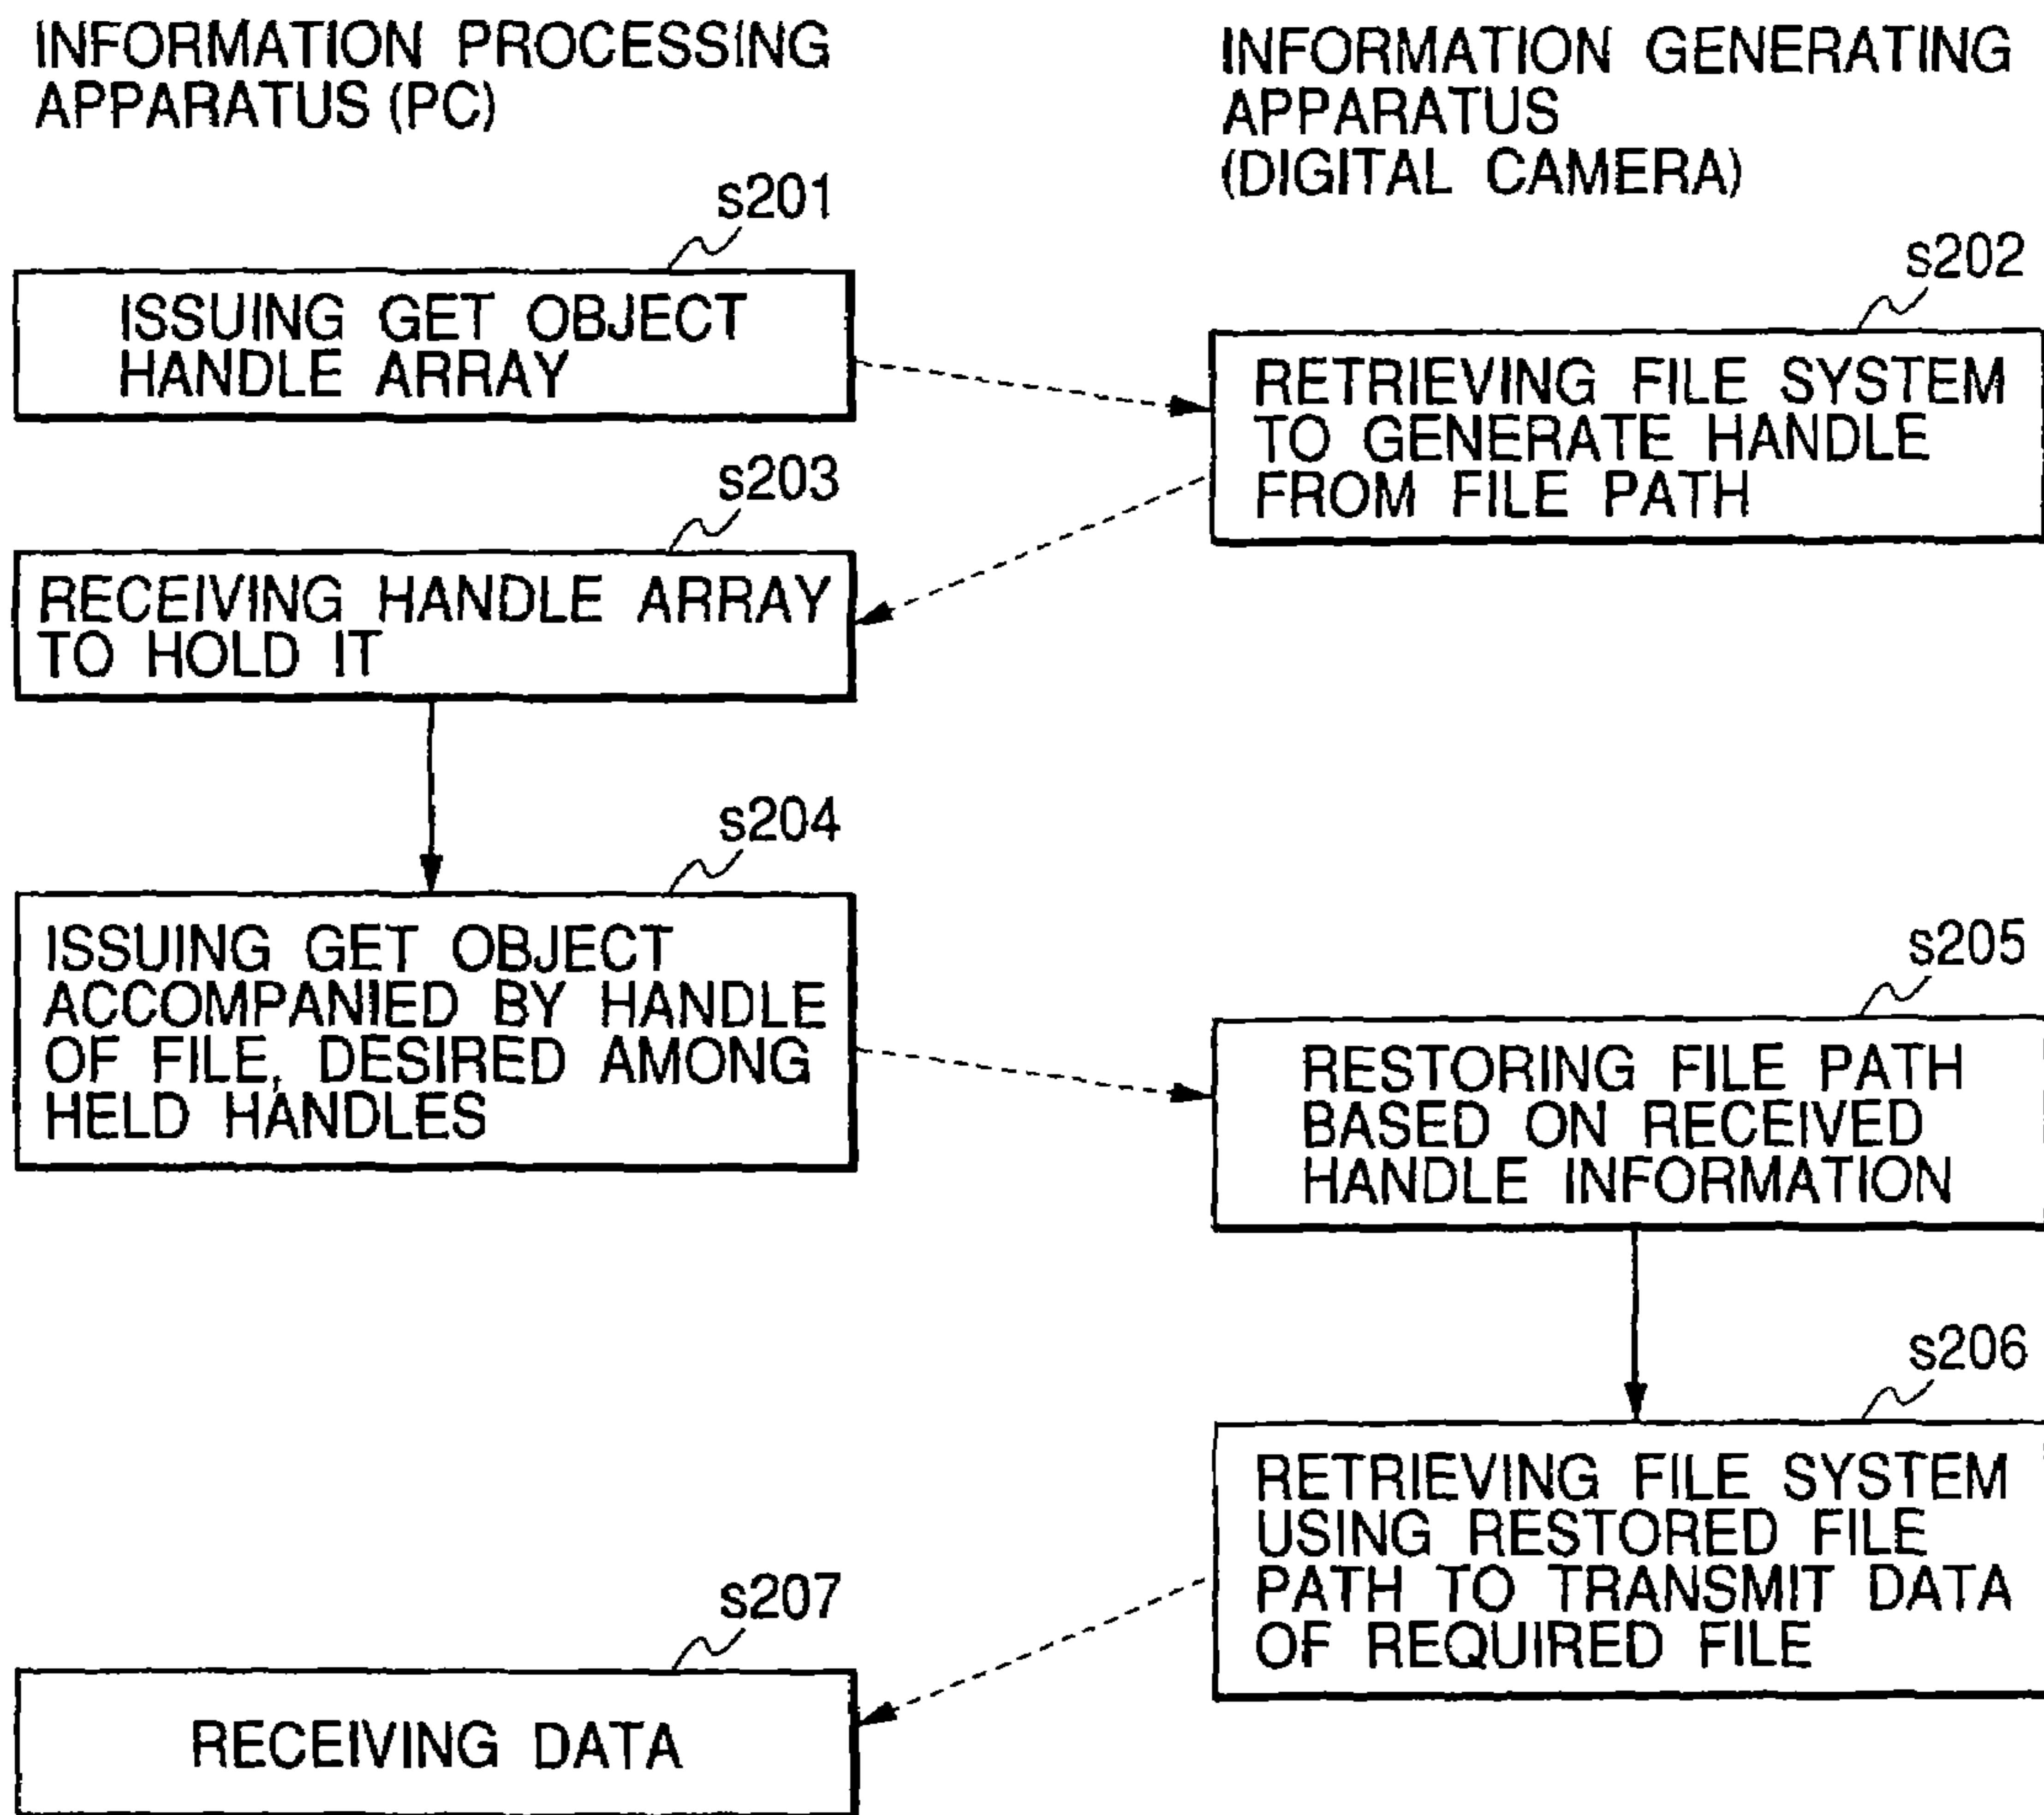 INFORMATION PROCESSING
APPARATUS (PC)
INFORMATION GENERATING
APPARATUS
(DIGITAL CAMERA)
s201
ISSUING GET OBJECT
HANDLE ARRAY
s202
RETRIEVING FILE SYSTEM
TO GENERATE HANDLE
FROM FILE PATH
s203
RECEIVING HANDLE ARRAY
TO HOLD IT
s204
ISSUING GET OBJECT
ACCOMPANIED BY HANDLE
OF FILE, DESIRED AMONG
HELD HANDLES
s205
RESTORING FILE PATH
BASED ON RECEIVED
HANDLE INFORMATION
s206
RETRIEVING FILE SYSTEM
USING RESTORED FILE
PATH TO TRANSMIT DATA
OF REQUIRED FILE
s207
RECEIVING DATA